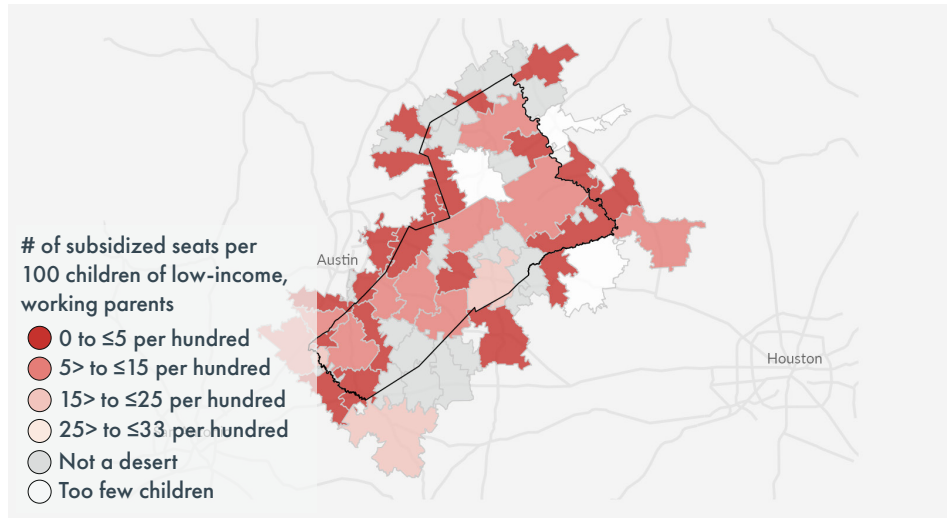 # of subsidized seats per
100 children of low-income,
working parents
0 to ≤5 per hundred
5> to ≤15 per hundred
15> to ≤25 per hundred
25> to ≤33 per hundred
Not a desert
Too few children
Austin
Houston